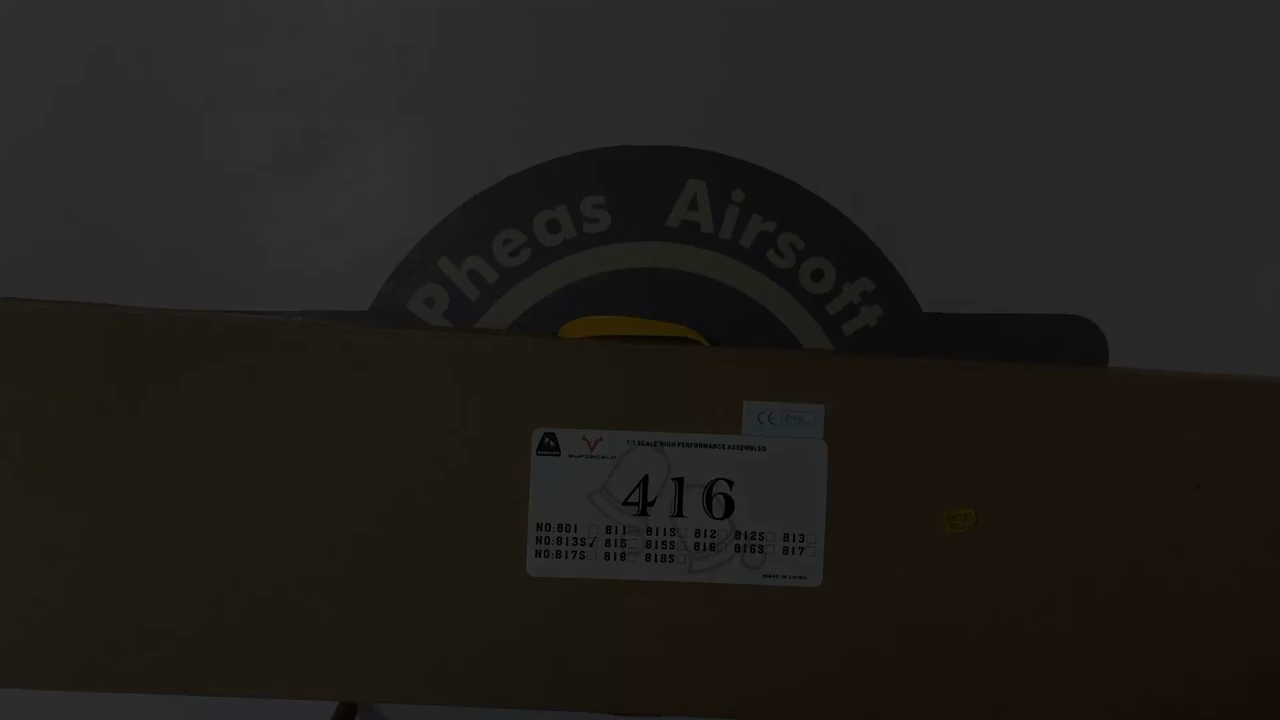 Pheas Airsoft
CE
1:1 SCALE HIGH PERFORMANCE ASSEMBLED
416
NO:801 811 811S 812 812S 813
NO:813S✓ 815 815S 816 816S 817
NO:817S 818 818S
MADE IN CHINA